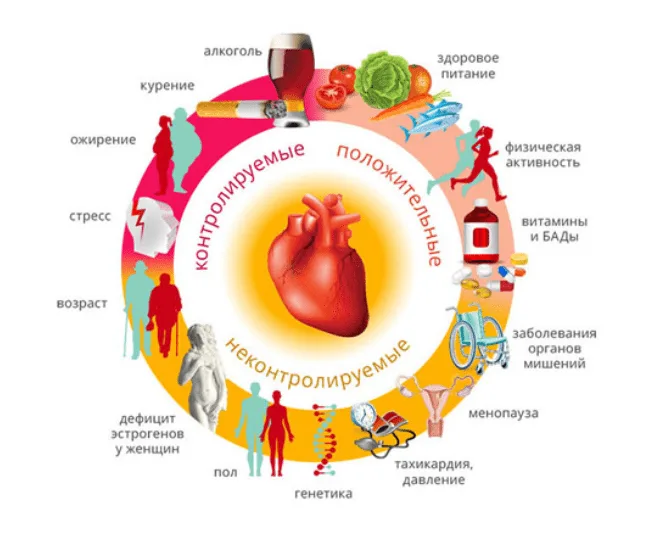 алкоголь
курение
ожирение
стресс
возраст
дефицит
эстрогенов
у женщин
пол
генетика
тахикардия,
давление
менопауза
заболевания
органов
мишений
витамины
и БАДы
физическая
активность
здоровое
питание
контролируемые
положительные
неконтролируемые